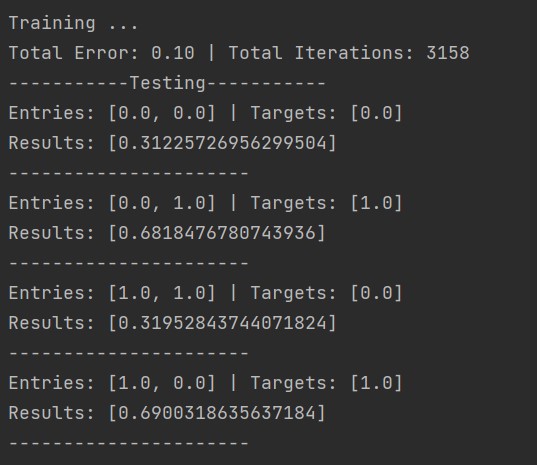 Training ...
Total Error: 0.10 | Total Iterations: 3158
-----------Testing-----------
Entries: [0.0, 0.0] | Targets: [0.0]
Results: [0.31225726956299504]
----------------------
Entries: [0.0, 1.0] | Targets: [1.0]
Results: [0.6818476780743936]
----------------------
Entries: [1.0, 1.0] | Targets: [0.0]
Results: [0.31952843744071824]
----------------------
Entries: [1.0, 0.0] | Targets: [1.0]
Results: [0.6900318635637184]
----------------------